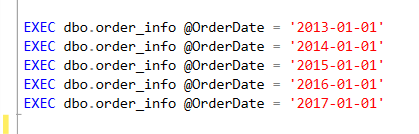 EXEC dbo.order_info @OrderDate = '2013-01-01'
EXEC dbo.order_info @OrderDate = '2014-01-01'
EXEC dbo.order_info @OrderDate = '2015-01-01'
EXEC dbo.order_info @OrderDate = '2016-01-01'
EXEC dbo.order_info @OrderDate = '2017-01-01'